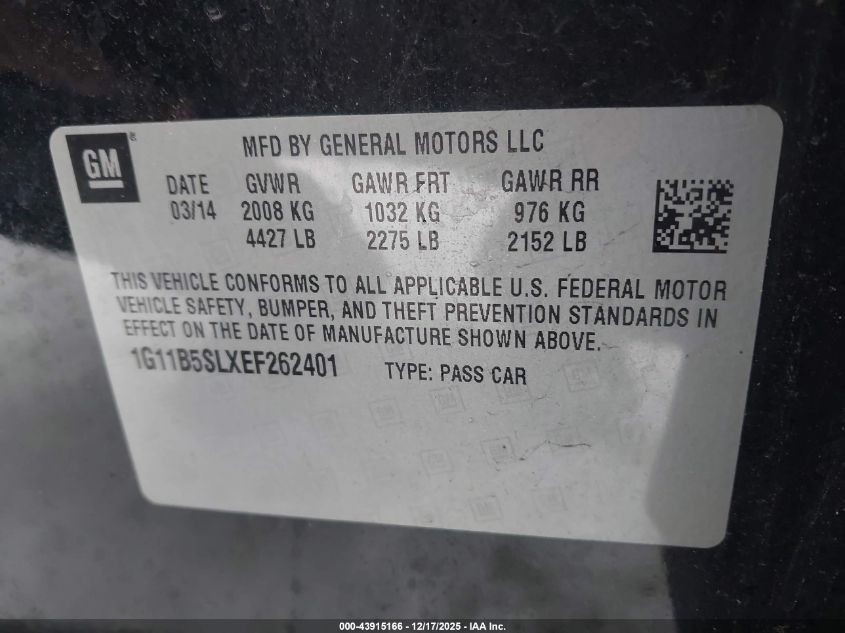 GM
®
MFD BY GENERAL MOTORS LLC
DATE GVWR GAWR FRT GAWR RR
03/14 2008 KG 1032 KG 976 KG
4427 LB 2275 LB 2152 LB
THIS VEHICLE CONFORMS TO ALL APPLICABLE U.S. FEDERAL MOTOR
VEHICLE SAFETY, BUMPER, AND THEFT PREVENTION STANDARDS IN
EFFECT ON THE DATE OF MANUFACTURE SHOWN ABOVE.
1G11B5SLXEF262401 TYPE: PASS CAR
000-43915166 - 12/17/2025 - IAA Inc.